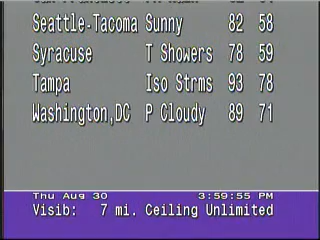 Seattle-Tacoma Sunny 82 58
Syracuse T Showers 78 59
Tampa Iso Strms 93 78
Washington,DC P Cloudy 89 71
Thu Aug 30 3:59:55 PM
Visib: 7 mi. Ceiling Unlimited